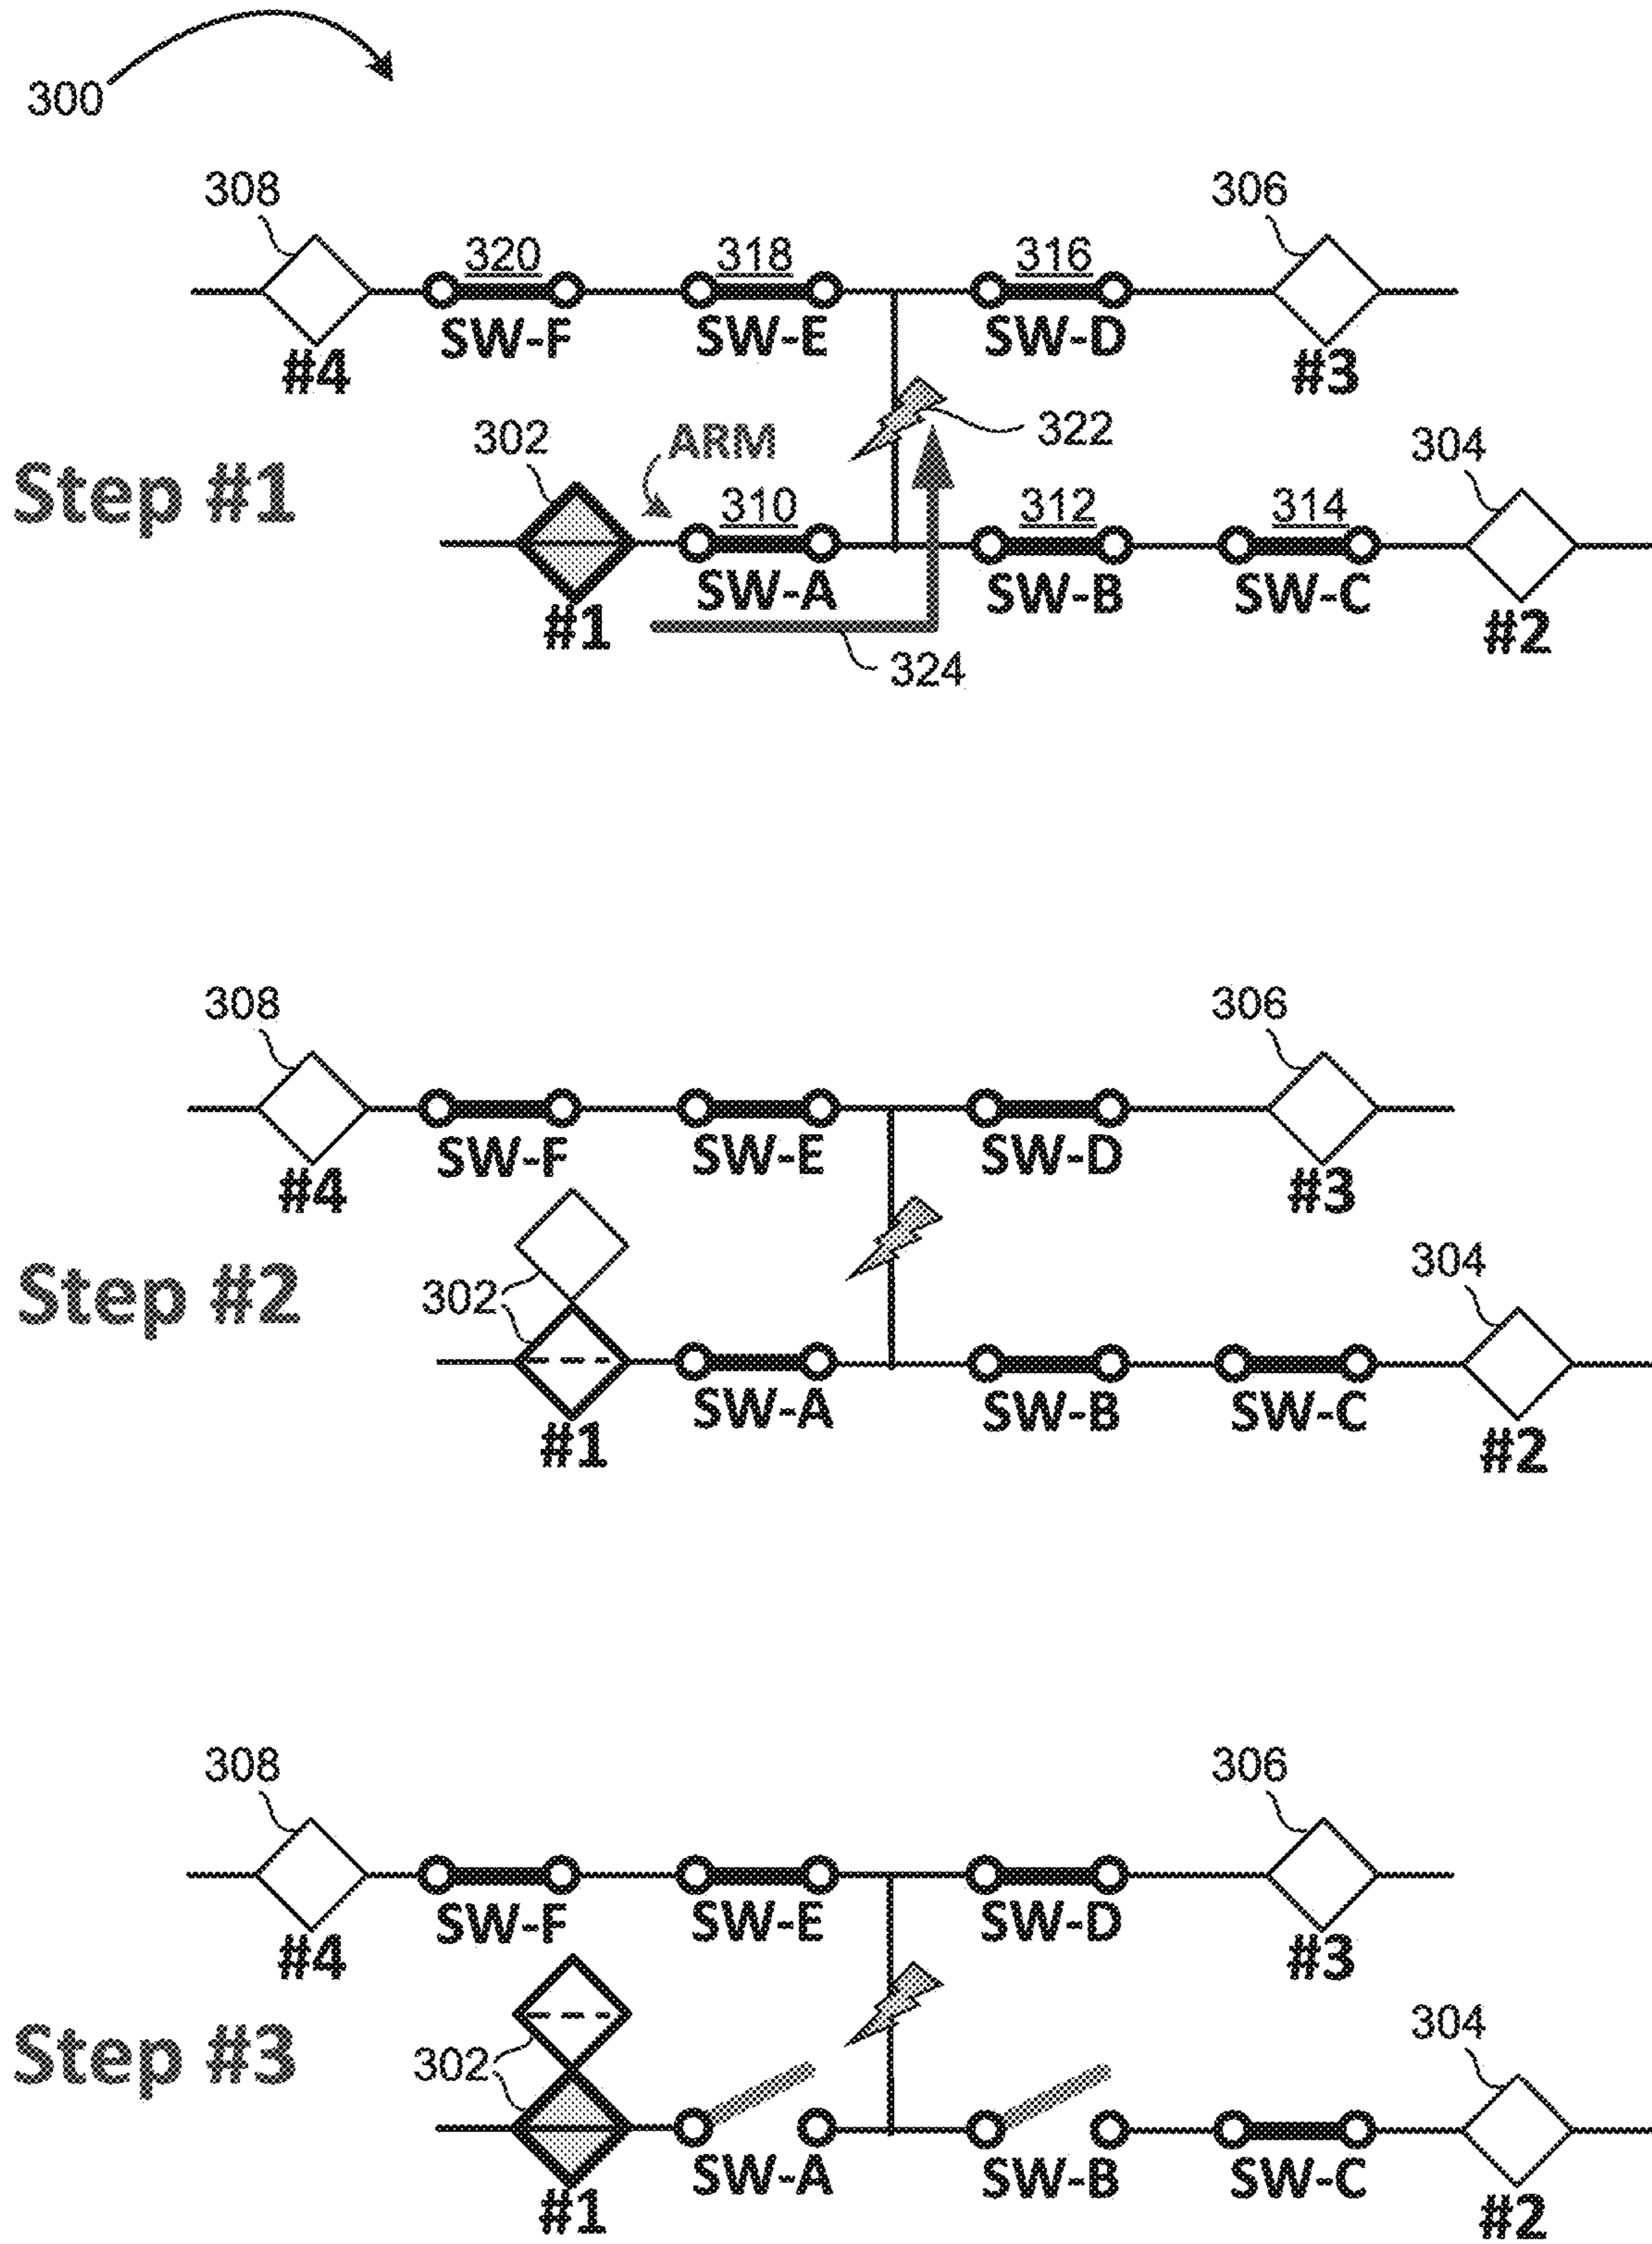 300
308 306
320 318 316
SW-F SW-E SW-D
#4 #3
302 ARM 322 304
Step #1
310 312 314
SW-A SW-B SW-C
#1 #2
324
308 306
SW-F SW-E SW-D
#4 #3
Step #2 302 304
SW-A SW-B SW-C
#1 #2
308 306
SW-F SW-E SW-D
#4 #3
Step #3 302 304
SW-A SW-B SW-C
#1 #2